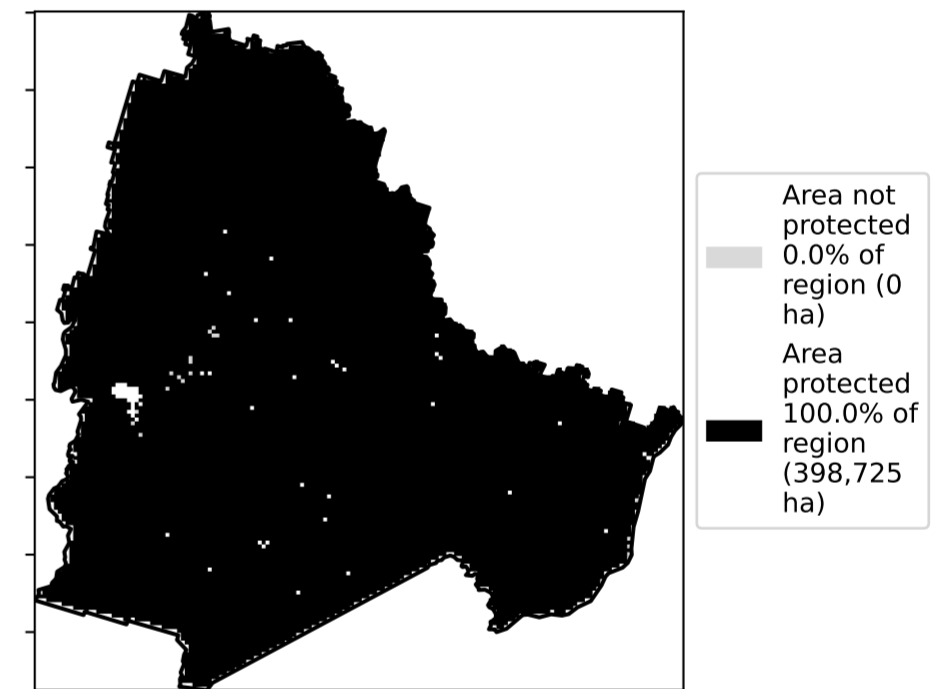 Area not
protected
0.0% of
region (0
ha)
Area
protected
100.0% of
region
(398,725
ha)